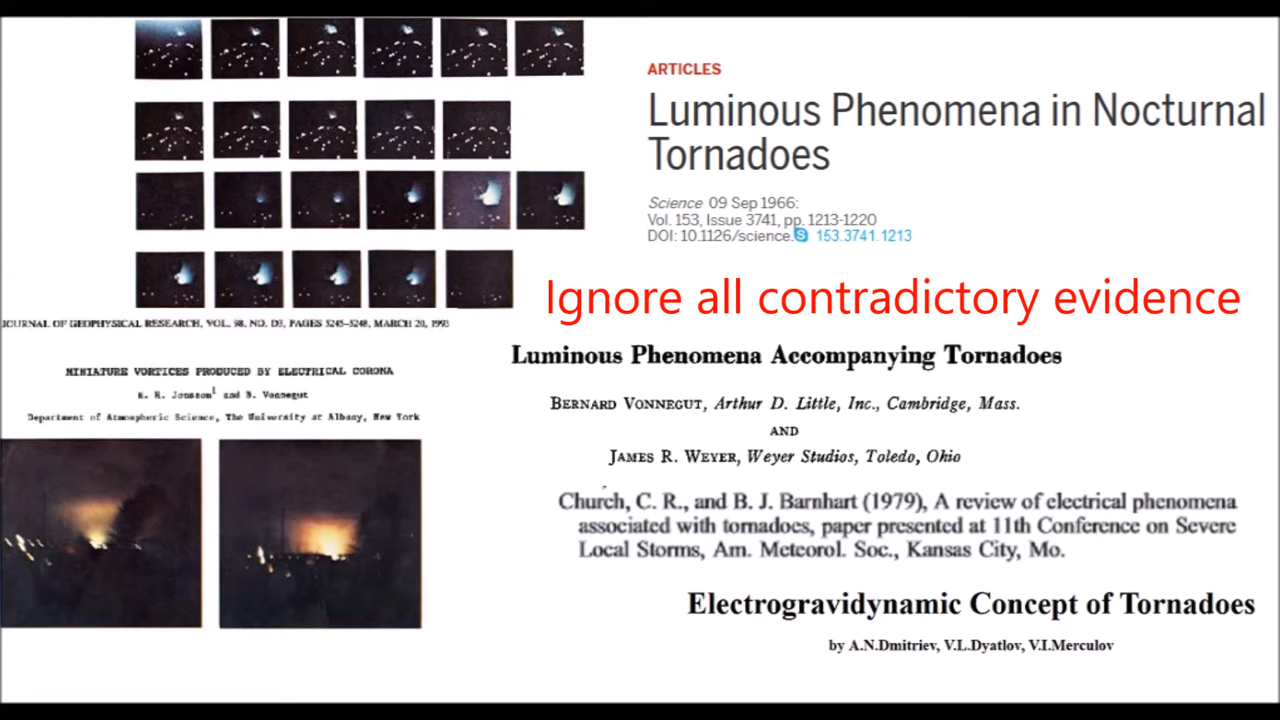 ARTICLES
Luminous Phenomena in Nocturnal
Tornadoes
Science 09 Sep 1966:
Vol. 153, Issue 3741, pp. 1213-1220
DOI: 10.1126/science.153.3741.1213
Ignore all contradictory evidence
JOURNAL OF GEOPHYSICAL RESEARCH, VOL. 98, NO. D3, PAGES 5245-5248, MARCH 20, 1993
MINIATURE VORTICES PRODUCED BY ELECTRICAL CORONA
H. H. Jonsson1 and B. Vonnegut
Department of Atmospheric Science, The University at Albany, New York
Luminous Phenomena Accompanying Tornadoes
BERNARD VONNEGUT, Arthur D. Little, Inc., Cambridge, Mass.
AND
JAMES R. WEYER, Weyer Studios, Toledo, Ohio
Church, C. R., and B. J. Barnhart (1979), A review of electrical phenomena
associated with tornadoes, paper presented at 11th Conference on Severe
Local Storms, Am. Meteorol. Soc., Kansas City, Mo.
Electrogravidynamic Concept of Tornadoes
by A.N.Dmitriev, V.L.Dyatlov, V.I.Merculov